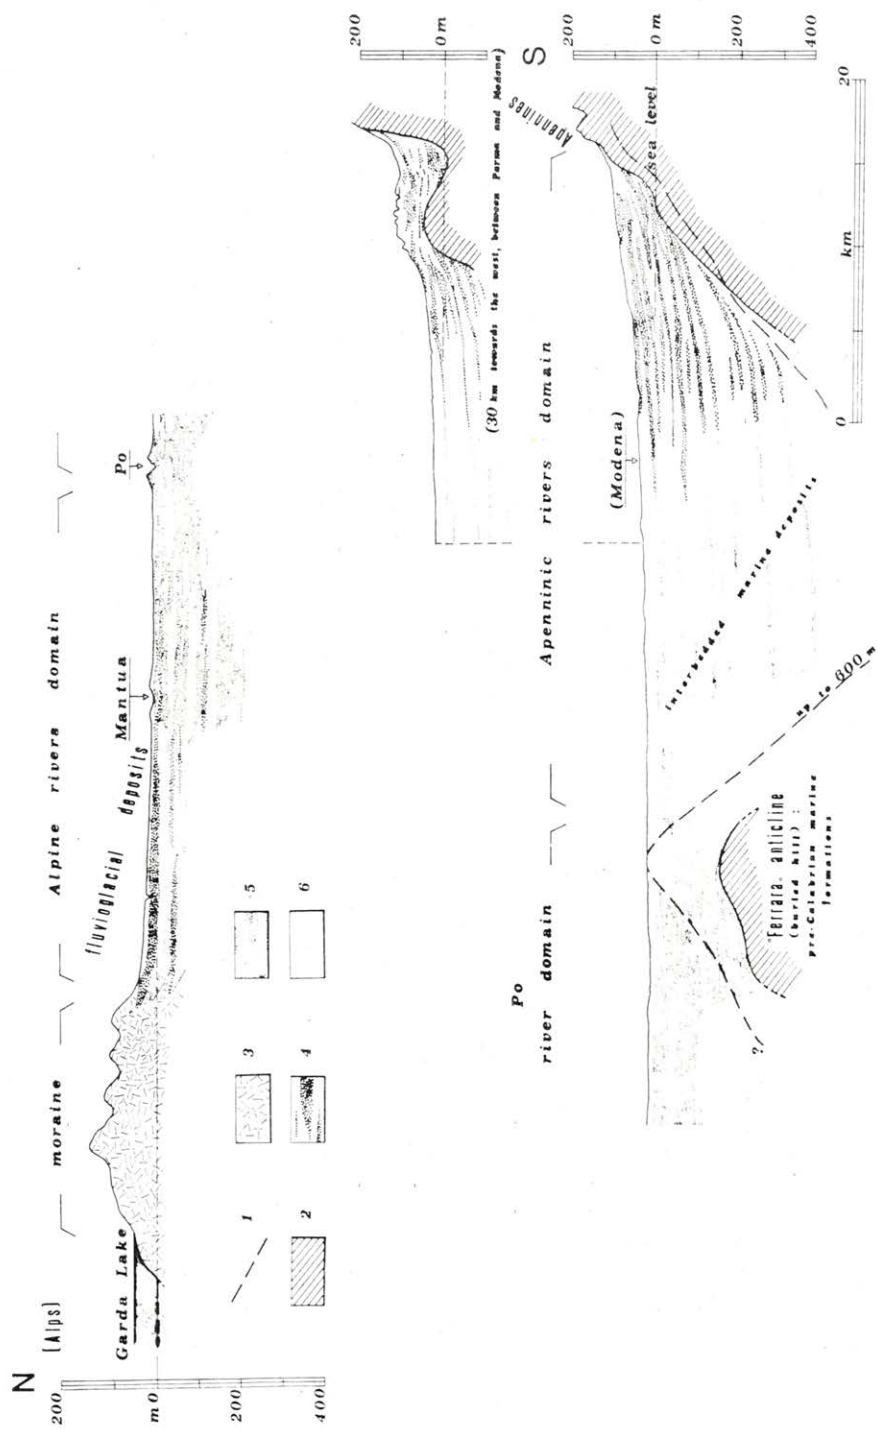 N
[Alps]
Garda Lake
moraine
fluvioglacial
deposits
Alpine rivers domain
Mantua
Po
200
m 0
200
400
1
2
3
4
5
6
200
0 m
(30 km towards the west, between Parma and Modena)
S
200
0 m
200
400
Apennines
sea level
Po
river domain
Apenninic rivers domain
(Modena)
interbedded marine deposits
up to 600 m
?
Ferrara anticline
(buried hill) :
pre-Calabrian marine
formations
0
km
20